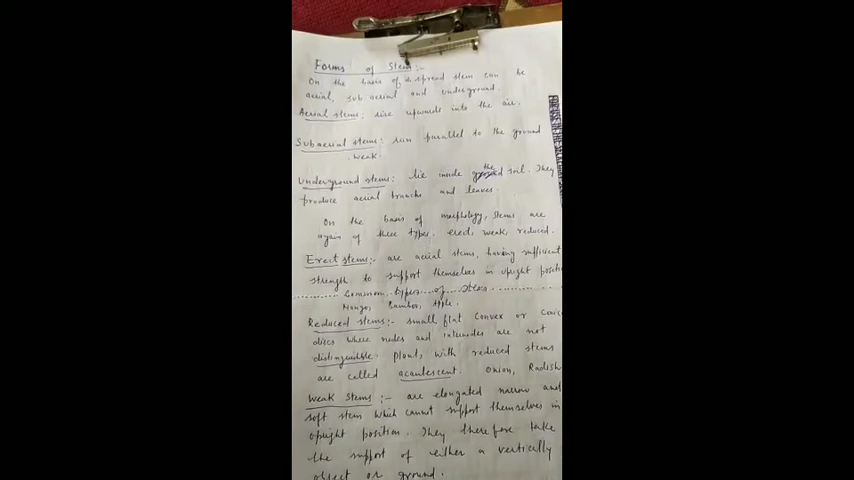 Forms of Stem :-
On the basis of its spread stem can be
aerial, sub aerial and underground.
Aerial stems : rise upwards into the air.
Subaerial stems : run parallel to the ground
weak.
Underground stems : lie inside the soil. They
produce aerial branchs and leaves.
On the basis of morphology, stems are
again of three types. erect, weak, reduced.
Erect stems :- are aerial stems, having sufficient
strength to support themselves in upright positi
Common types of stem
Mango, Bamboo, Apple.
Reduced stems :- small, flat convex or conic
discs where nodes and internodes are not
distinguisble. plants with reduced stems
are called acaulescent. Onion, Radish
Weak Stems :- are elongated narrow and
soft stem which cannot support themselves in
upright position. They therefore take
the support of either a vertically
object or ground.